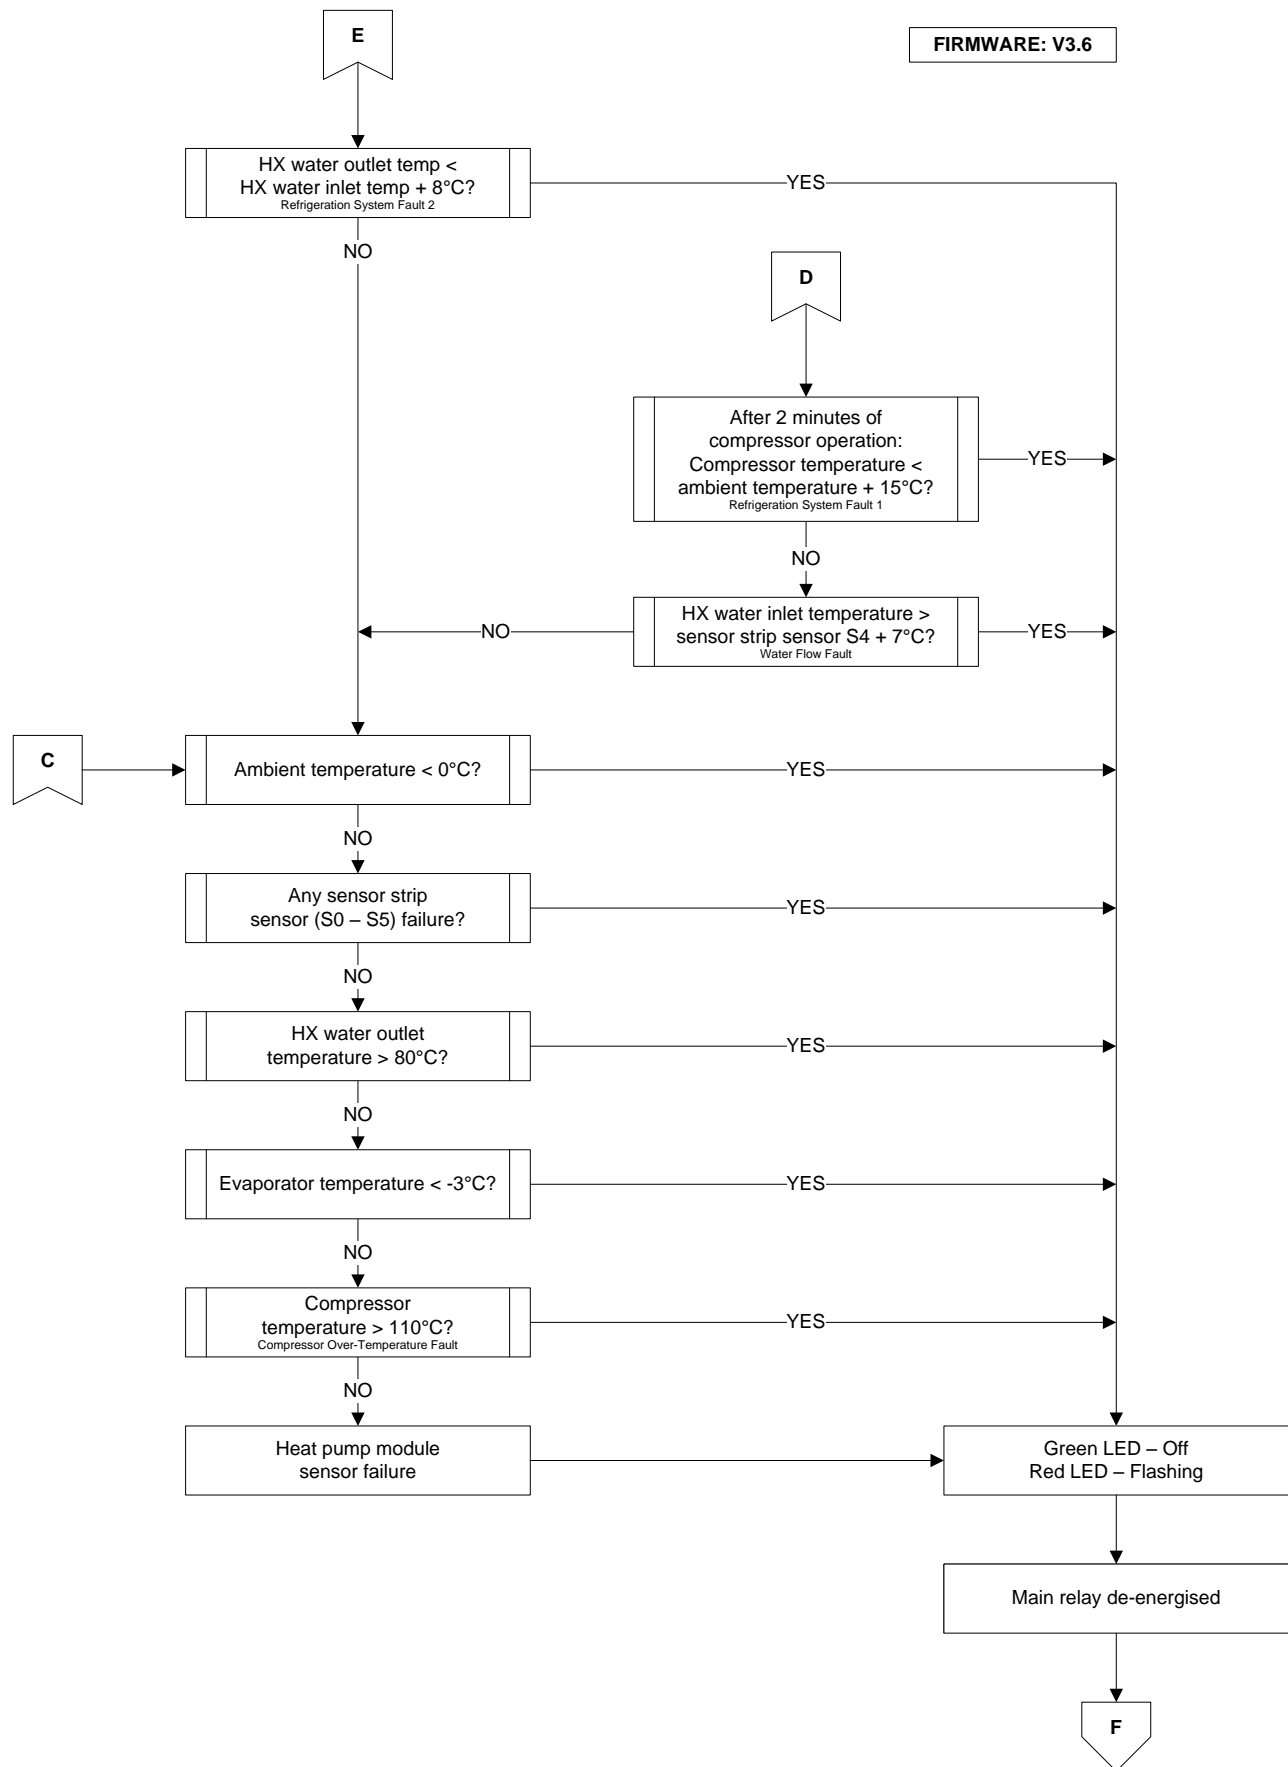 E
FIRMWARE: V3.6
HX water outlet temp <
HX water inlet temp + 8°C?
Refrigeration System Fault 2
YES
NO
D
After 2 minutes of
compressor operation:
Compressor temperature <
ambient temperature + 15°C?
Refrigeration System Fault 1
YES
NO
HX water inlet temperature >
sensor strip sensor S4 + 7°C?
Water Flow Fault
NO
YES
C
Ambient temperature < 0°C?
YES
NO
Any sensor strip
sensor (S0 – S5) failure?
YES
NO
HX water outlet
temperature > 80°C?
YES
NO
Evaporator temperature < -3°C?
YES
NO
Compressor
temperature > 110°C?
Compressor Over-Temperature Fault
YES
NO
Heat pump module
sensor failure
Green LED – Off
Red LED – Flashing
Main relay de-energised
F